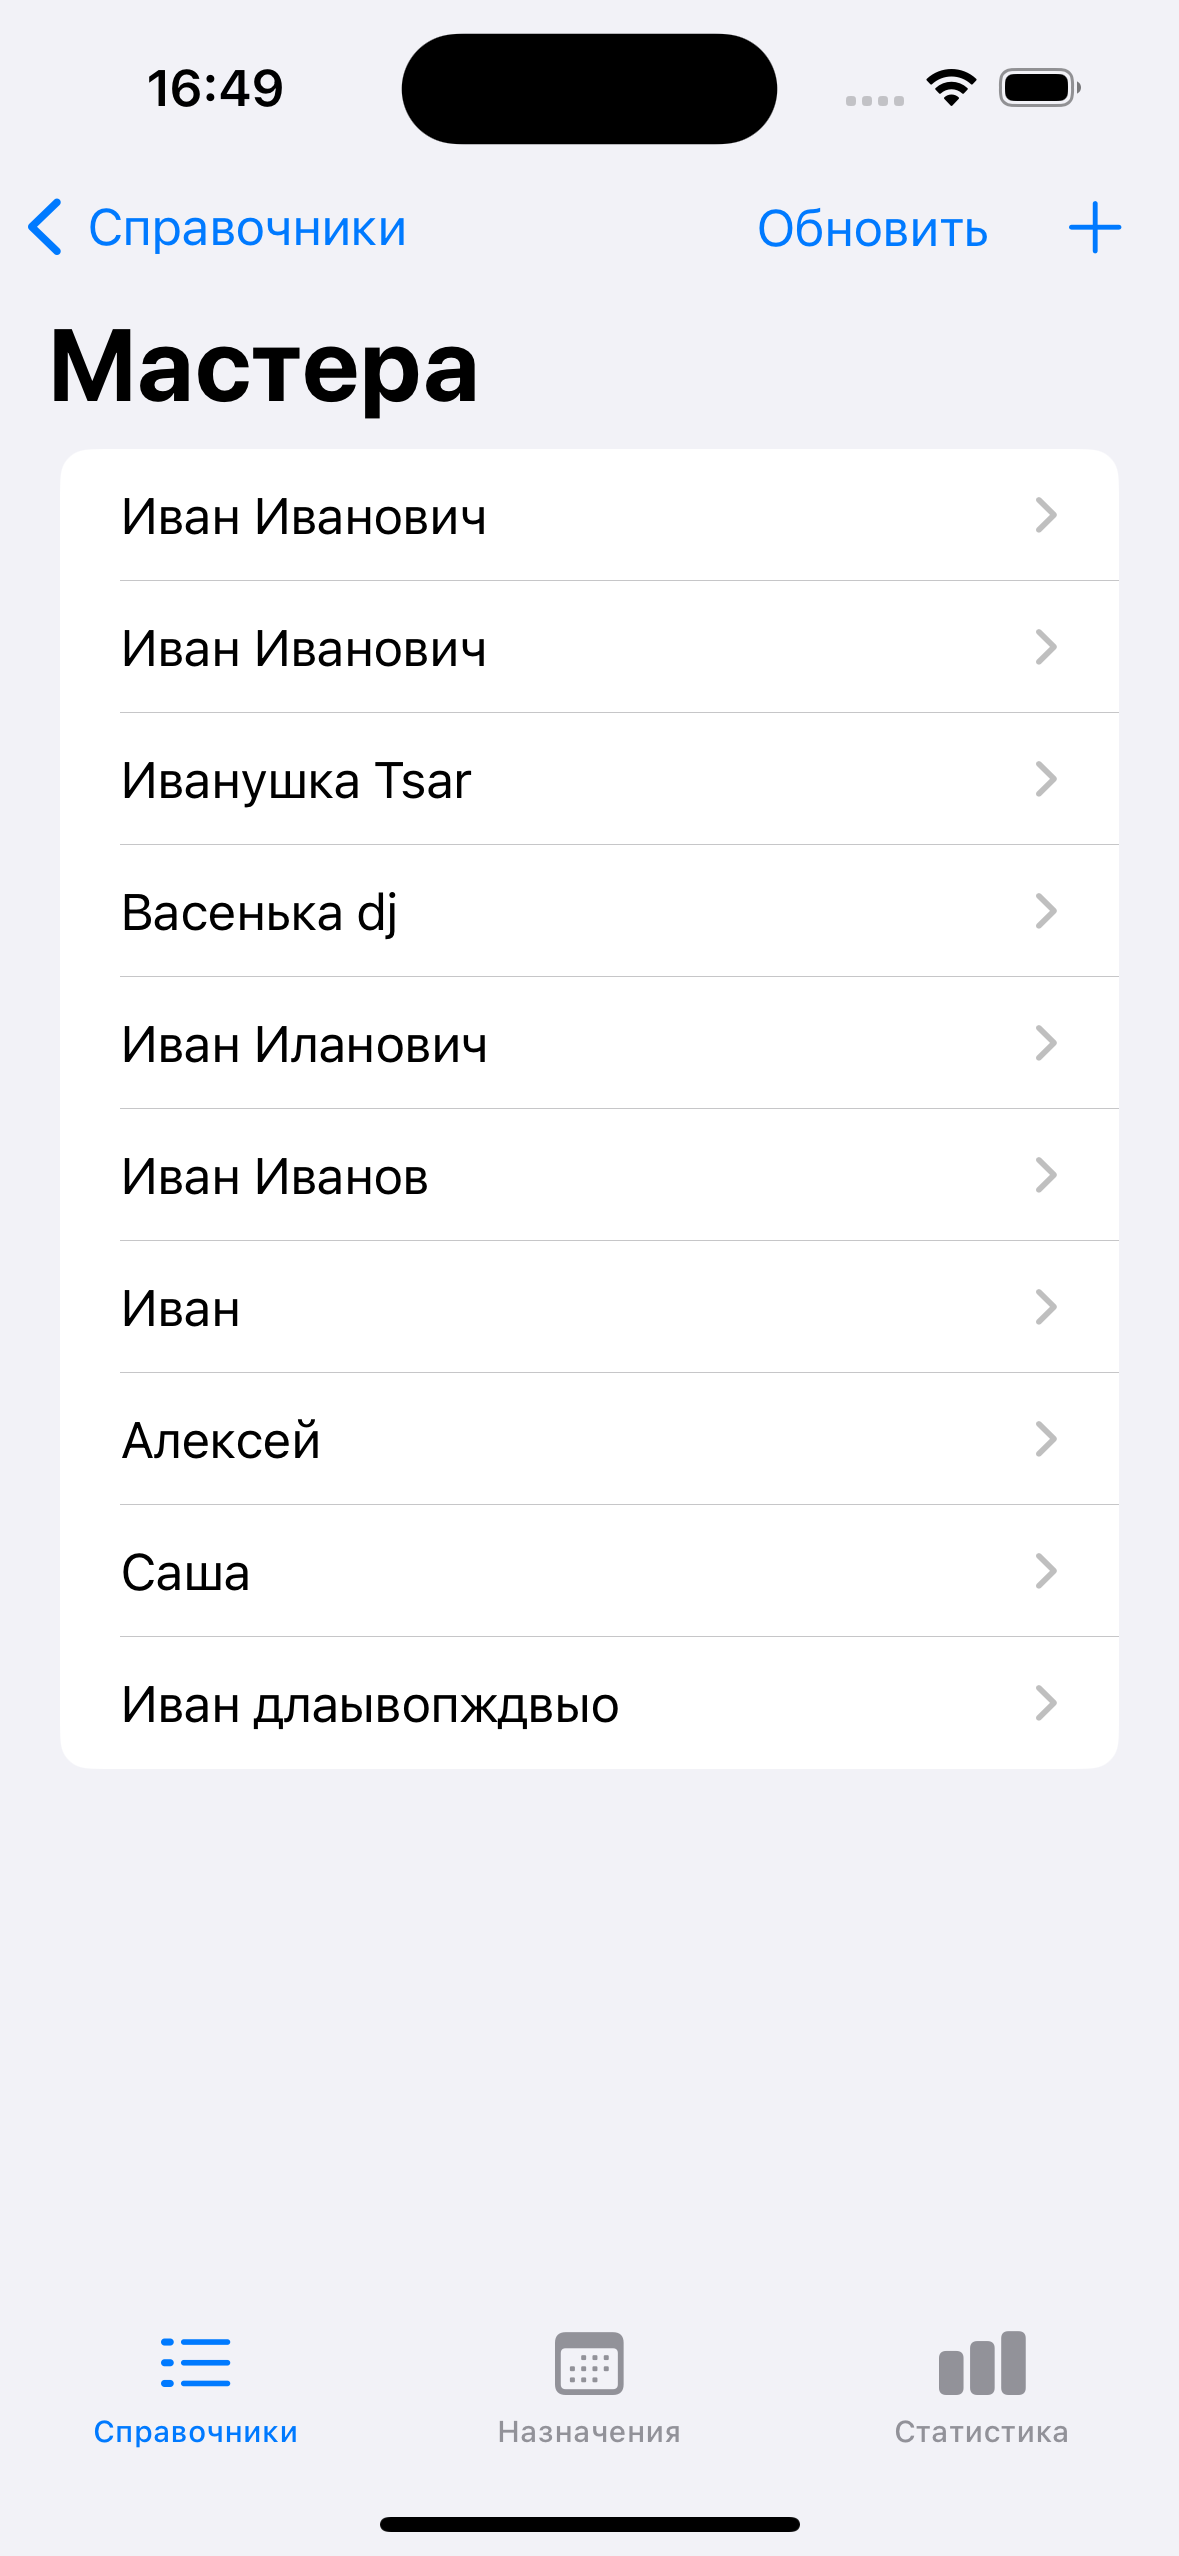 16:49
Справочники
Обновить
Мастера
Иван Иванович
Иван Иванович
Иванушка Tsar
Васенька dj
Иван Иланович
Иван Иванов
Иван
Алексей
Саша
Иван длаывопждвыо
Справочники
Назначения
Статистика